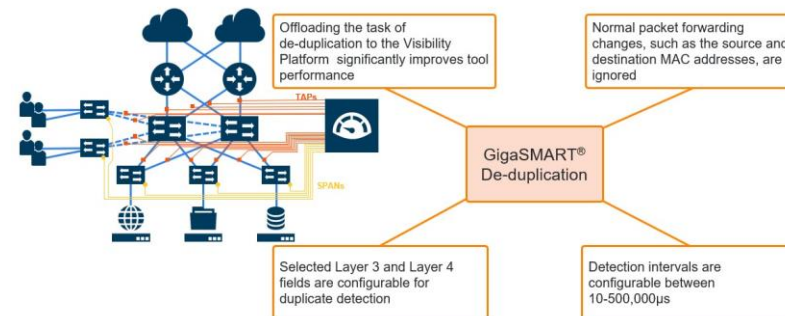 Offloading the task of
de-duplication to the Visibility
Platform significantly improves tool
performance
Normal packet forwarding
changes, such as the source and
destination MAC addresses, are
ignored
TAPs
GigaSMART®
De-duplication
SPANs
Selected Layer 3 and Layer 4
fields are configurable for
duplicate detection
Detection intervals are
configurable between
10-500,000µs